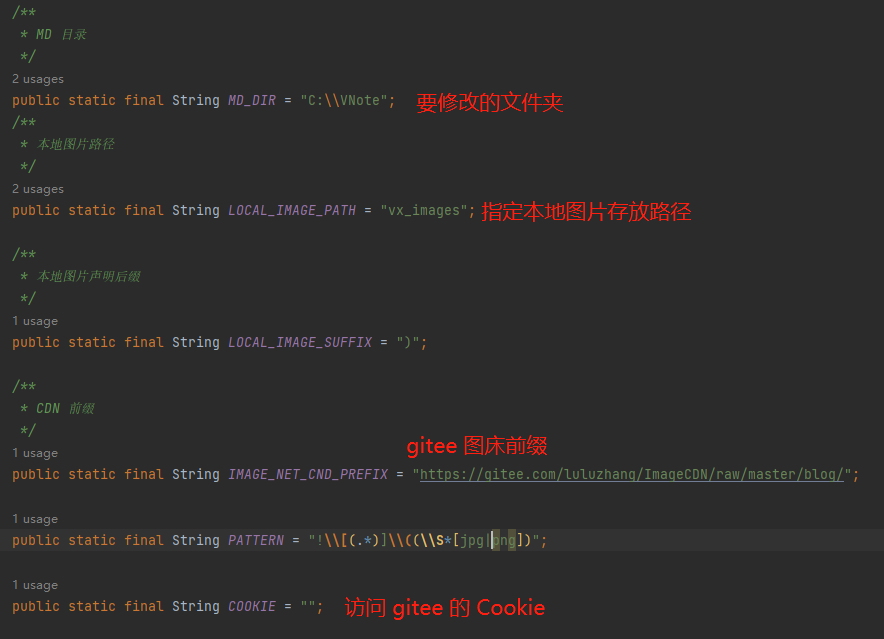 /**
 * MD 目录
 */
2 usages
public static final String MD_DIR = "C:\\VNote"; 要修改的文件夹
/**
 * 本地图片路径
 */
2 usages
public static final String LOCAL_IMAGE_PATH = "vx_images"; 指定本地图片存放路径
/**
 * 本地图片声明后缀
 */
1 usage
public static final String LOCAL_IMAGE_SUFFIX = ")";
/**
 * CDN 前缀
 */
gitee 图床前缀
1 usage
public static final String IMAGE_NET_CND_PREFIX = "https://gitee.com/luluzhang/ImageCDN/raw/master/blog/";
1 usage
public static final String PATTERN = "!\\[(.*)]\\((\\S*[jpg|png])";
1 usage
public static final String COOKIE = ""; 访问 gitee 的 Cookie